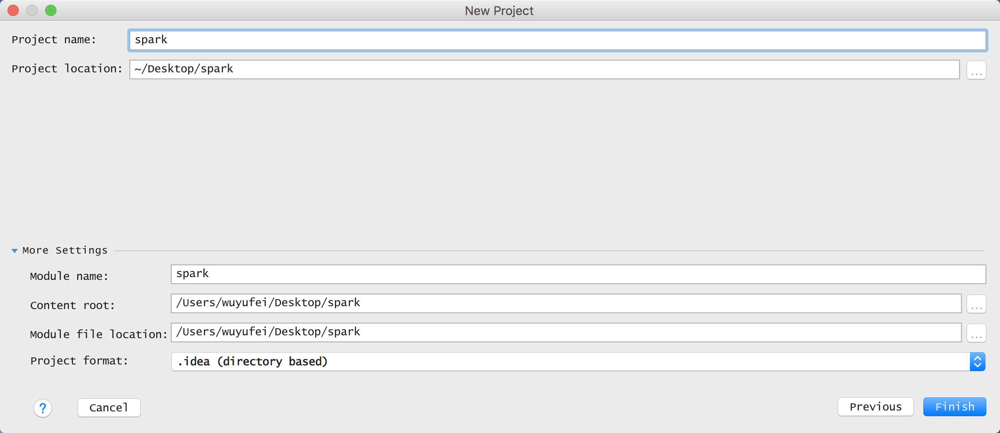 New Project
Project name: spark
Project location: ~/Desktop/spark ...
More Settings
Module name: spark
Content root: /Users/wuyufei/Desktop/spark ...
Module file location: /Users/wuyufei/Desktop/spark ...
Project format: .idea (directory based)
? Cancel Previous Finish